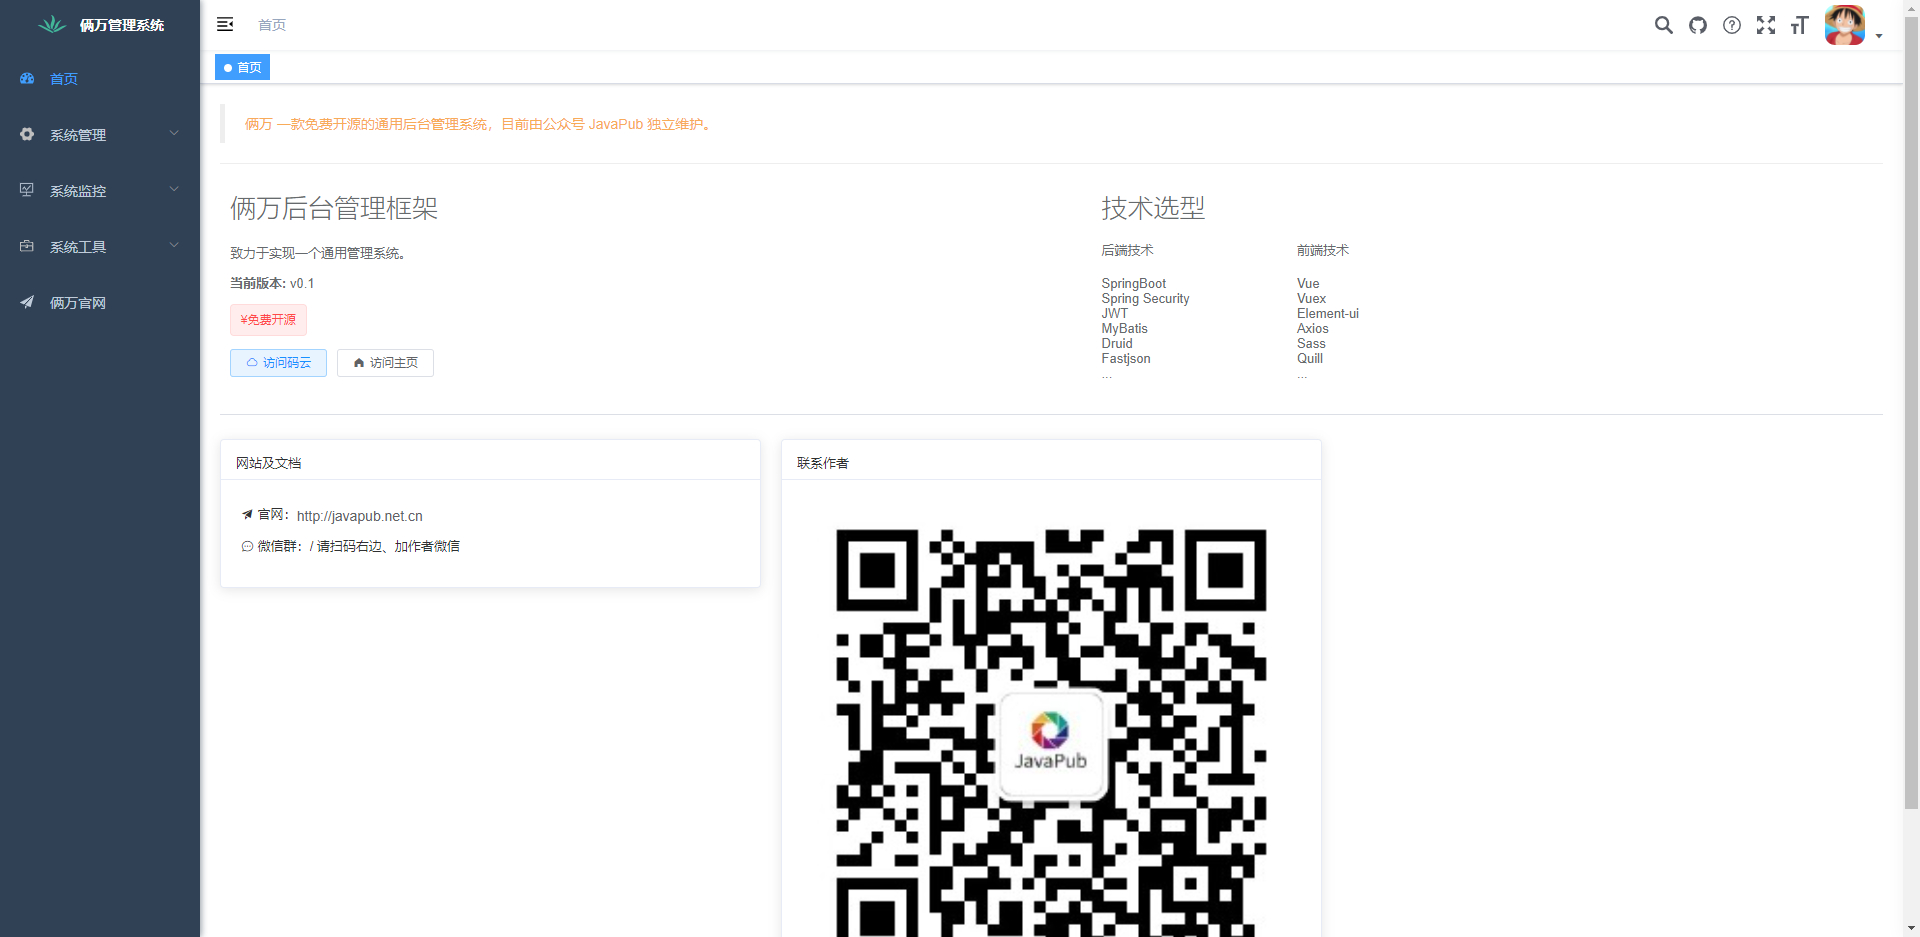 俩万管理系统
首页
系统管理
系统监控
系统工具
俩万官网
首页
首页
俩万 一款免费开源的通用后台管理系统，目前由公众号 JavaPub 独立维护。
俩万后台管理框架
致力于实现一个通用管理系统。
当前版本: v0.1
¥免费开源
访问码云 访问主页
技术选型
后端技术
SpringBoot
Spring Security
JWT
MyBatis
Druid
Fastjson
...
前端技术
Vue
Vuex
Element-ui
Axios
Sass
Quill
...
网站及文档
官网：http://javapub.net.cn
微信群：/ 请扫码右边、加作者微信
联系作者
JavaPub